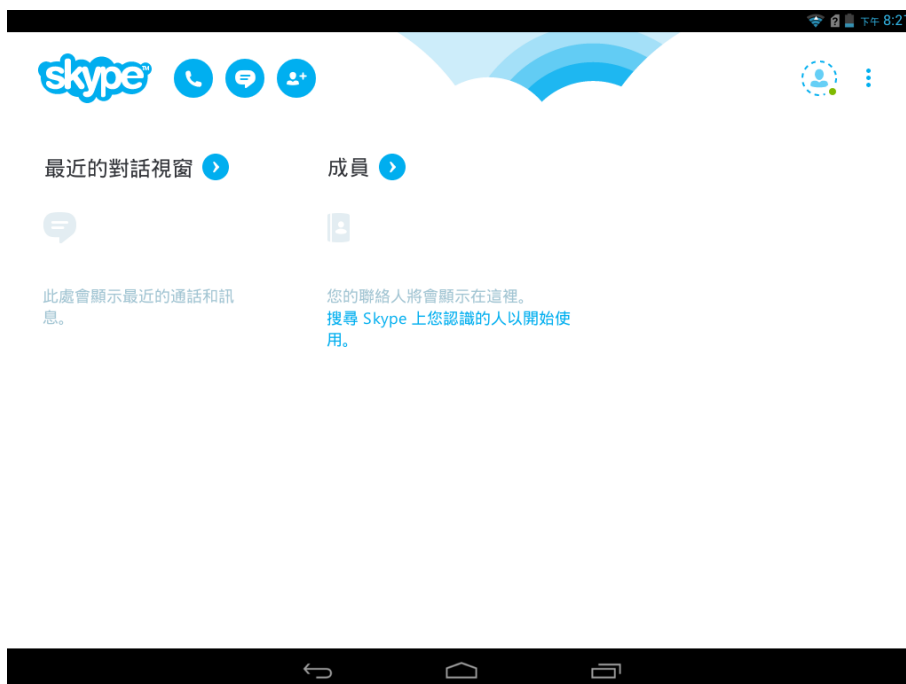 下午 8:2
skype™
最近的對話視窗
成員
此處會顯示最近的通話和訊
息。
您的聯絡人將會顯示在這裡。
搜尋 Skype 上您認識的人以開始使
用。